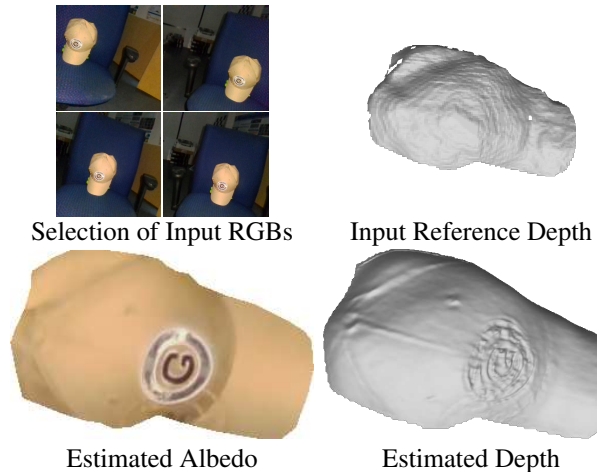 Selection of Input RGBs
Input Reference Depth
G
Estimated Albedo
Estimated Depth